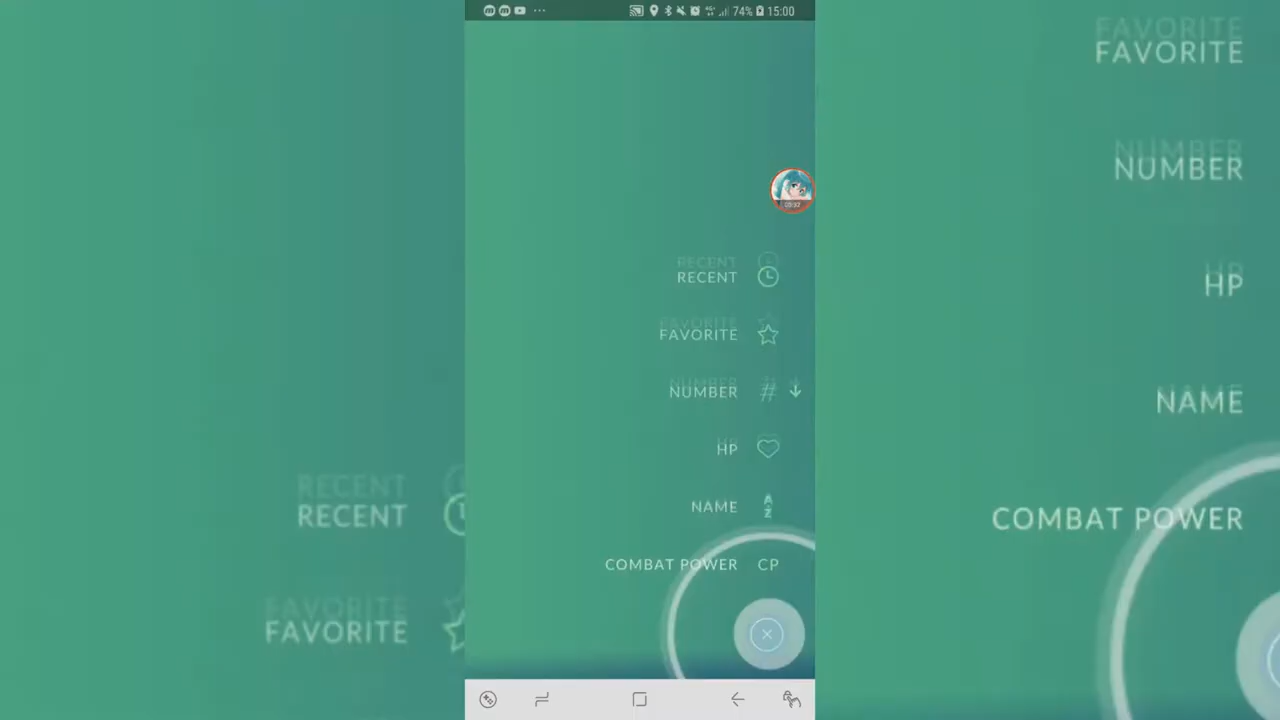 74% 15:00
RECENT
FAVORITE
NUMBER
#
HP
NAME
A
Z
COMBAT POWER CP
RECENT
FAVORITE
FAVORITE
NUMBER
HP
NAME
COMBAT POWER